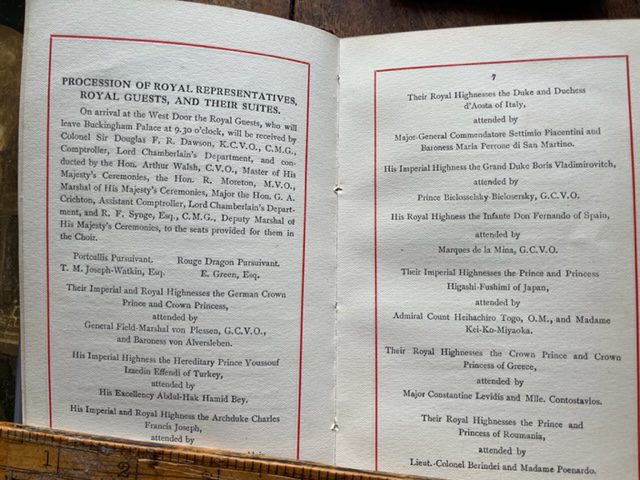 PROCESSION OF ROYAL REPRESENTATIVES,
ROYAL GUESTS, AND THEIR SUITES.
On arrival at the West Door the Royal Guests, who will
leave Buckingham Palace at 9.30 o'clock, will be received by
Colonel Sir Douglas F. R. Dawson, K.C.V.O., C.M.G.,
Comptroller, Lord Chamberlain's Department, and con-
ducted by the Hon. Arthur Walsh, C.V.O., Master of His
Majesty's Ceremonies, the Hon. R. Moreton, M.V.O.,
Marshal of His Majesty's Ceremonies, Major the Hon. G. A.
Crichton, Assistant Comptroller, Lord Chamberlain's Depart-
ment, and R. F. Synge, Esq., C.M.G., Deputy Marshal of
His Majesty's Ceremonies, to the seats provided for them in
the Choir.
Portcullis Pursuivant. Rouge Dragon Pursuivant.
T. M. Joseph-Watkin, Esq. E. Green, Esq.
Their Imperial and Royal Highnesses the German Crown
Prince and Crown Princess,
attended by
General Field-Marshal von Plessen, G.C.V.O.,
and Baroness von Alversleben.
His Imperial Highness the Hereditary Prince Youssouf
Izzedin Effendi of Turkey,
attended by
His Excellency Abdul-Hak Hamid Bey.
His Imperial and Royal Highness the Archduke Charles
Francis Joseph,
attended by
7
Their Royal Highnesses the Duke and Duchess
d'Aosta of Italy,
attended by
Major-General Commendatore Settimio Piacentini and
Baroness Maria Perrone di San Martino.
His Imperial Highness the Grand Duke Boris Vladimirovitch,
attended by
Prince Bielosselsky-Bielosersky, G.C.V.O.
His Royal Highness the Infante Don Fernando of Spain,
attended by
Marques de la Mina, G.C.V.O.
Their Imperial Highnesses the Prince and Princess
Higashi-Fushimi of Japan,
attended by
Admiral Count Heihachiro Togo, O.M., and Madame
Kei-Ko-Miyaoka.
Their Royal Highnesses the Crown Prince and Crown
Princess of Greece,
attended by
Major Constantine Levidis and Mlle. Contostavlos.
Their Royal Highnesses the Prince and
Princess of Roumania,
attended by
Lieut.-Colonel Berindei and Madame Poenardo.
1 2